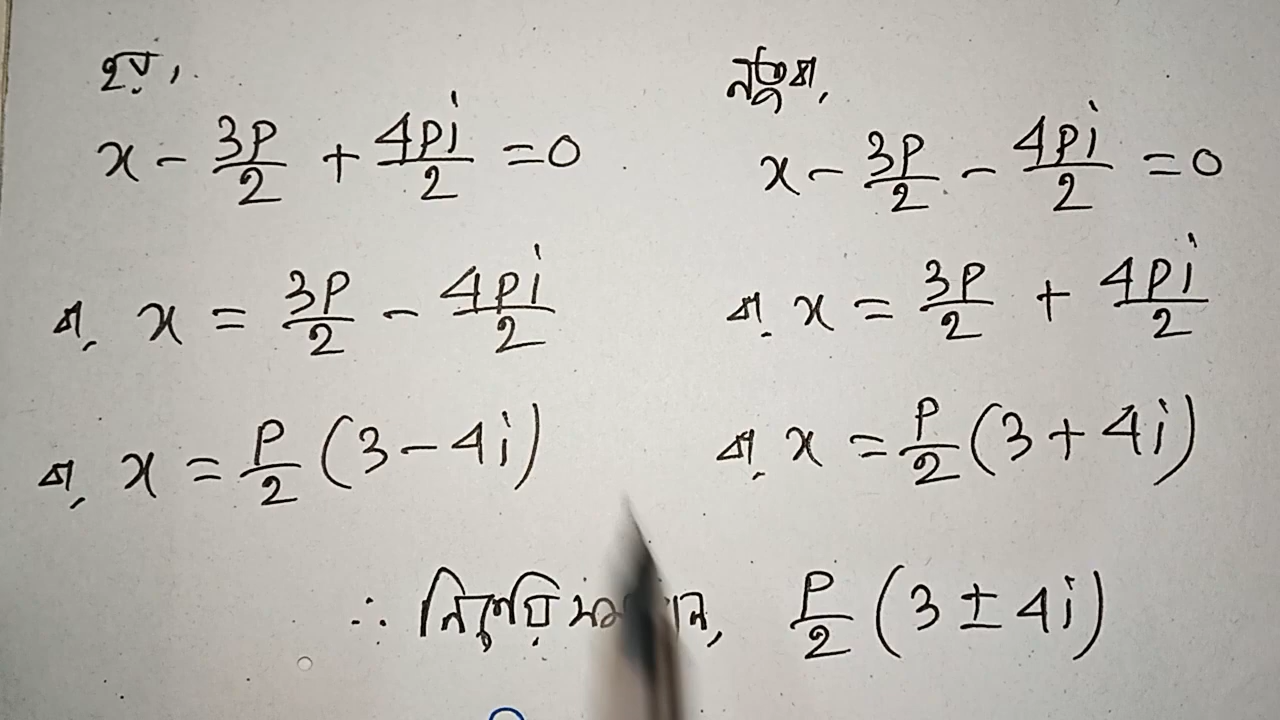 হয়,
x - 3p/2 + 4pi/2 = 0
বা, x = 3p/2 - 4pi/2
বা, x = p/2 (3 - 4i)
নতুবা,
x - 3p/2 - 4pi/2 = 0
বা, x = 3p/2 + 4pi/2
বা, x = p/2 (3 + 4i)
∴ নির্ণেয় p/2 (3 ± 4i)